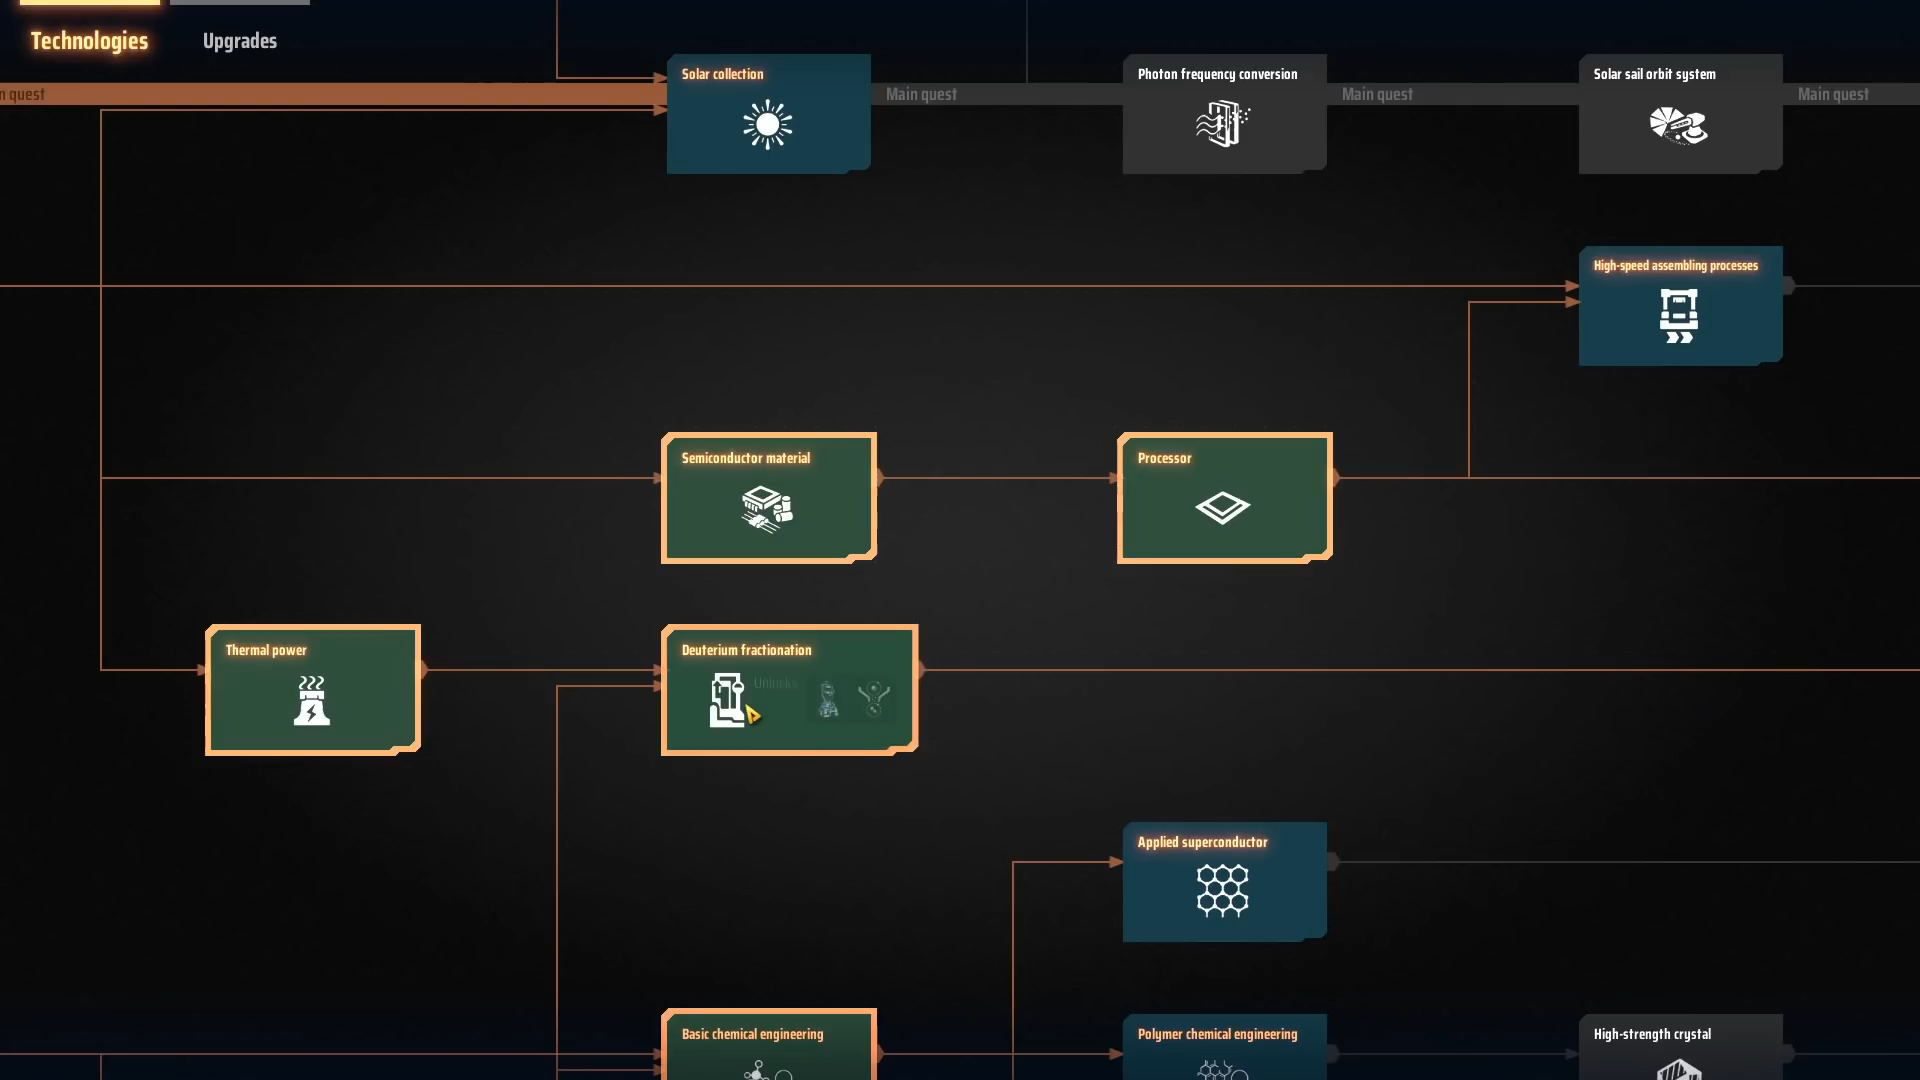 Technologies
Upgrades
n quest
Solar collection
Main quest
Photon frequency conversion
Main quest
Solar sail orbit system
Main quest
High-speed assembling processes
Semiconductor material
Processor
Thermal power
Deuterium fractionation
Unlocks
Applied superconductor
Basic chemical engineering
Polymer chemical engineering
High-strength crystal